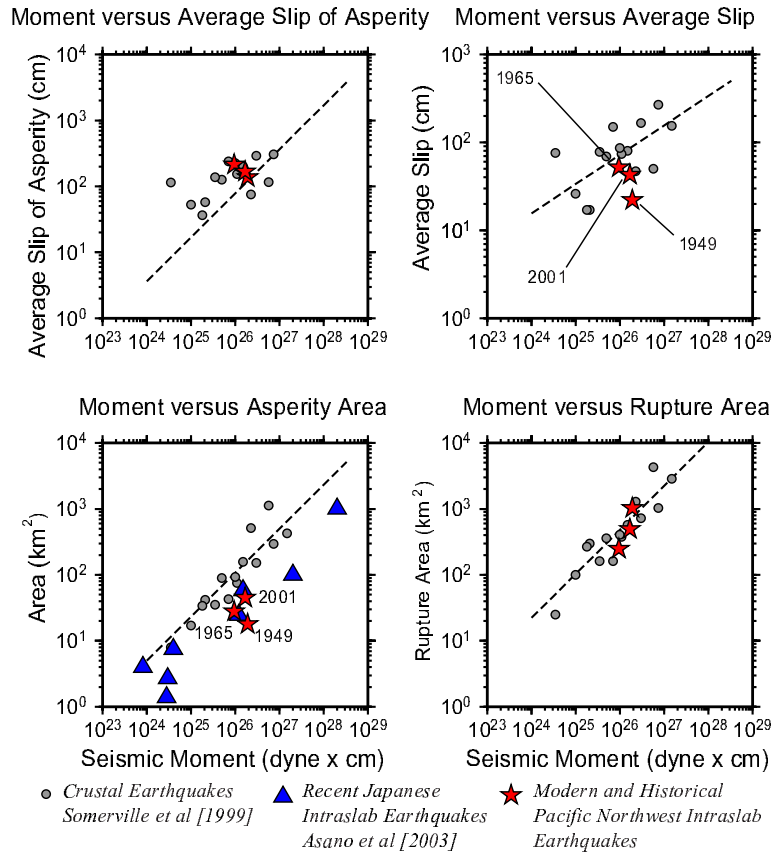 Moment versus Average Slip of Asperity
Average Slip of Asperity (cm)
10^4
10^3
10^2
10^1
10^0
10^23 10^24 10^25 10^26 10^27 10^28 10^29
Moment versus Average Slip
Average Slip (cm)
10^3
10^2
10^1
10^0
1965
2001
1949
10^23 10^24 10^25 10^26 10^27 10^28 10^29
Moment versus Asperity Area
Area (km^2)
10^4
10^3
10^2
10^1
10^0
2001
1965 1949
10^23 10^24 10^25 10^26 10^27 10^28 10^29
Seismic Moment (dyne x cm)
Moment versus Rupture Area
Rupture Area (km^2)
10^4
10^3
10^2
10^1
10^0
10^23 10^24 10^25 10^26 10^27 10^28 10^29
Seismic Moment (dyne x cm)
Crustal Earthquakes
Somerville et al [1999]
Recent Japanese
Intraslab Earthquakes
Asano et al [2003]
Modern and Historical
Pacific Northwest Intraslab
Earthquakes